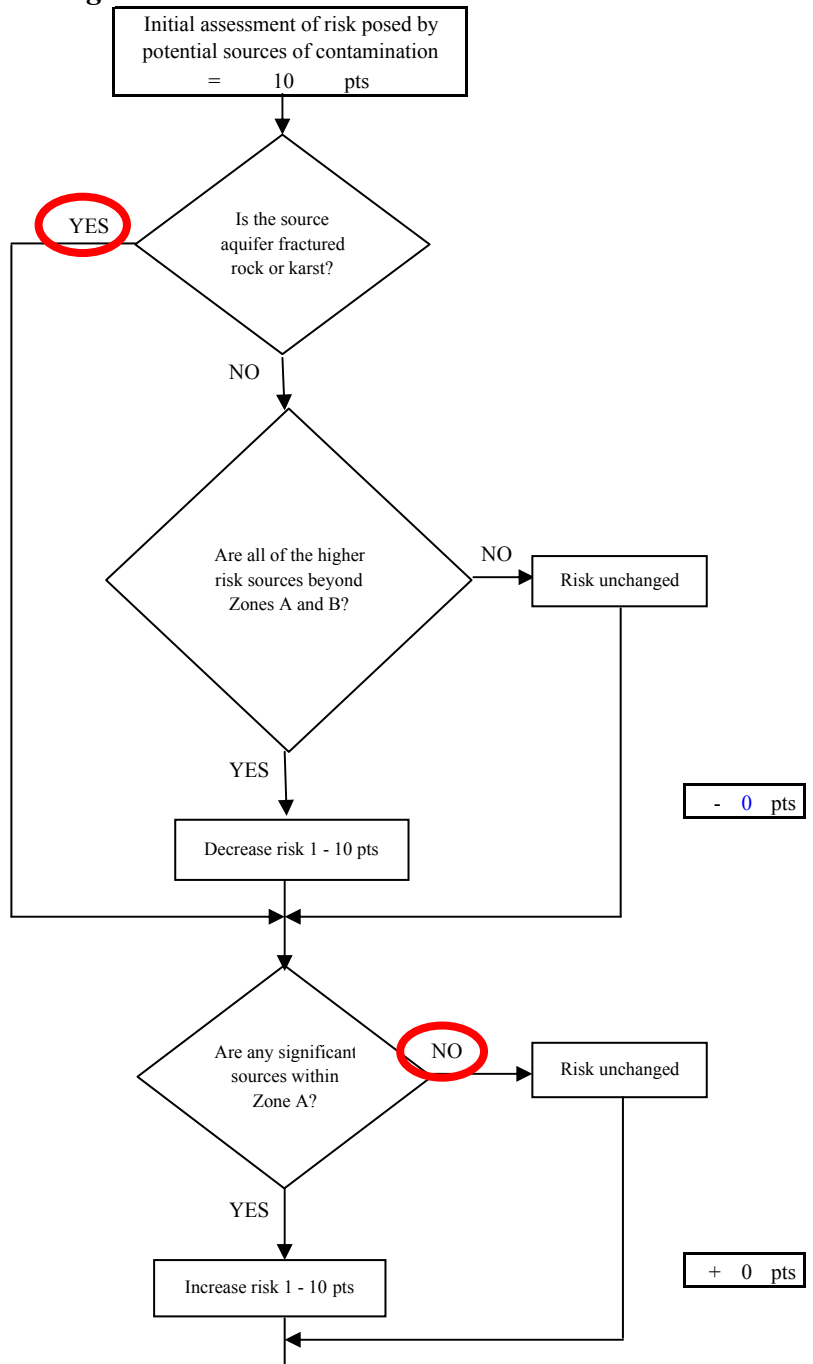 g
Initial assessment of risk posed by
potential sources of contamination
= 10 pts
YES
Is the source
aquifer fractured
rock or karst?
NO
Are all of the higher
risk sources beyond
Zones A and B?
NO
Risk unchanged
YES
- 0 pts
Decrease risk 1 - 10 pts
Are any significant
sources within
Zone A?
NO
Risk unchanged
YES
+ 0 pts
Increase risk 1 - 10 pts